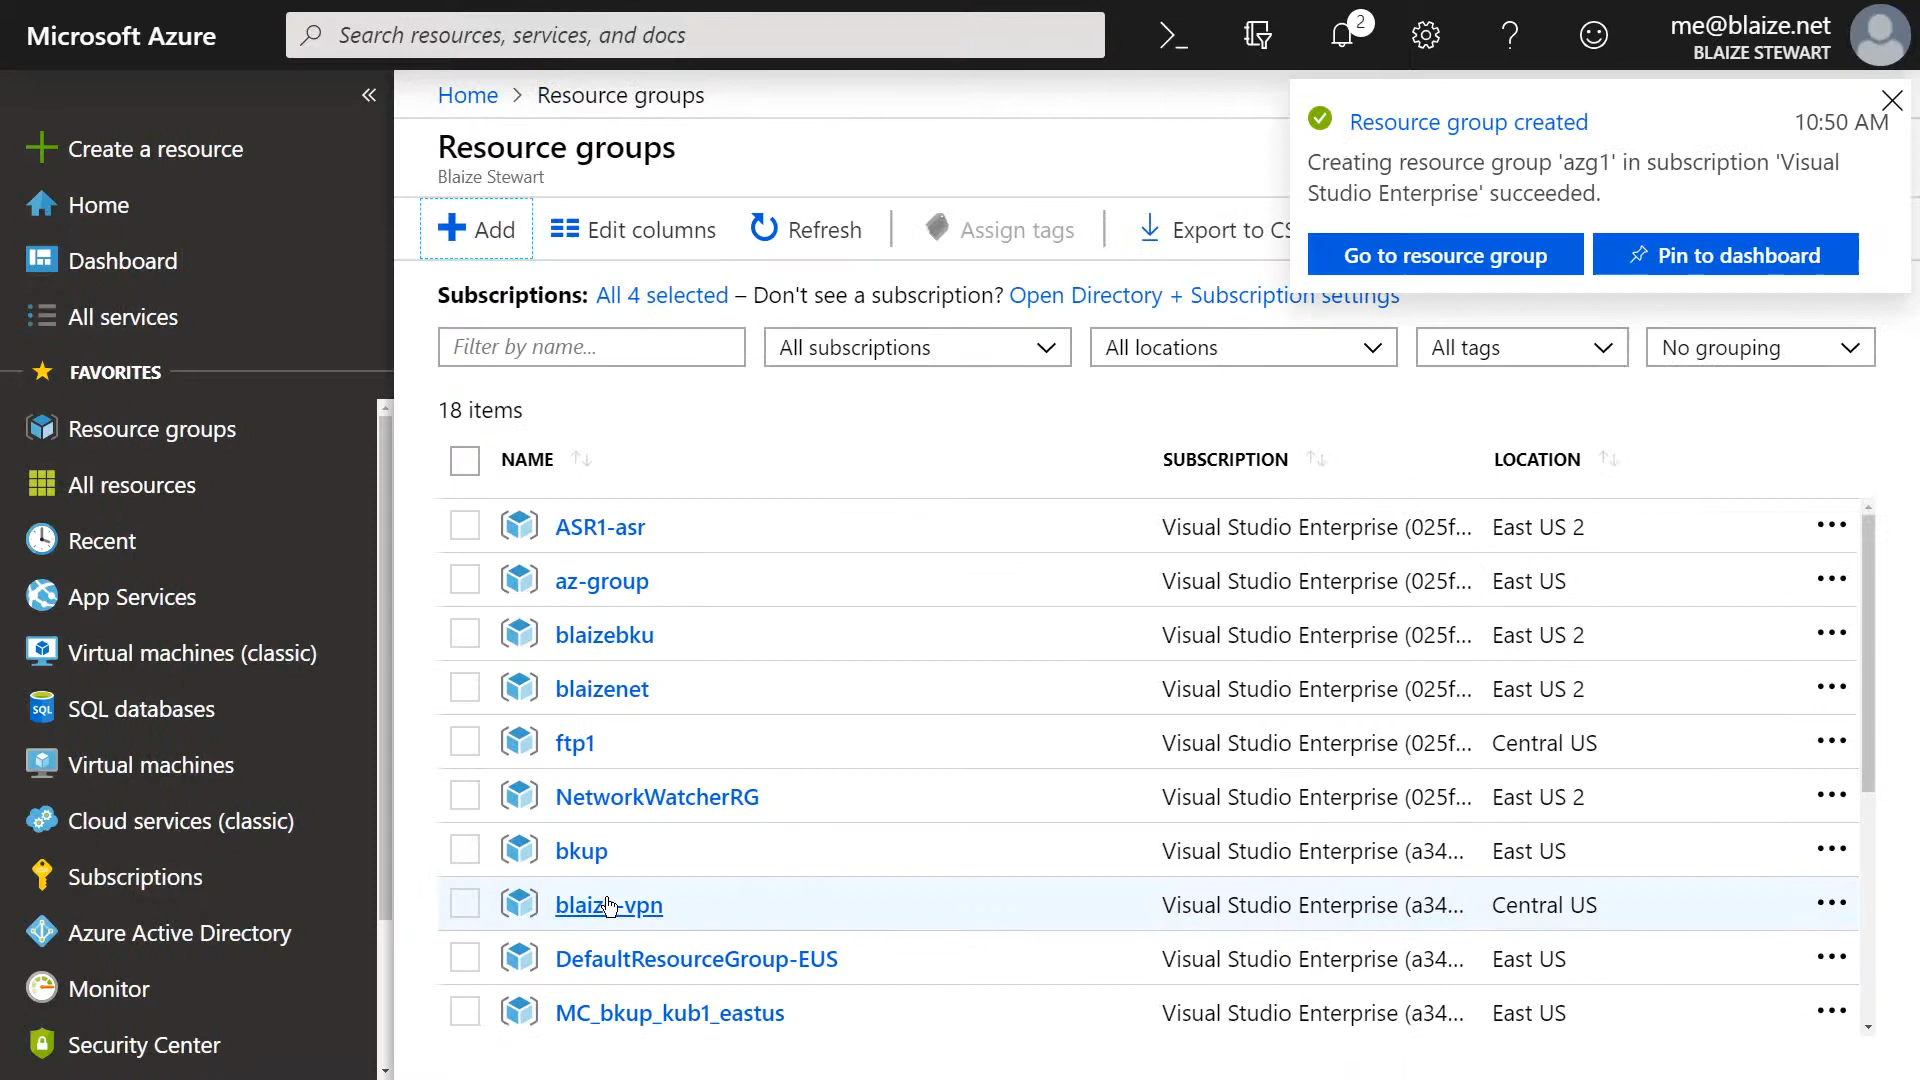 Microsoft Azure
Search resources, services, and docs
2
me@blaize.net
BLAIZE STEWART
Create a resource
Home
Dashboard
All services
FAVORITES
Resource groups
All resources
Recent
App Services
Virtual machines (classic)
SQL
SQL databases
Virtual machines
Cloud services (classic)
Subscriptions
Azure Active Directory
Monitor
Security Center
Home > Resource groups
Resource groups
Blaize Stewart
Add
Edit columns
Refresh
Assign tags
Export to CS
Resource group created
10:50 AM
Creating resource group 'azg1' in subscription 'Visual
Studio Enterprise' succeeded.
Go to resource group
Pin to dashboard
Subscriptions: All 4 selected – Don't see a subscription? Open Directory + Subscription settings
Filter by name...
All subscriptions
All locations
All tags
No grouping
18 items
NAME SUBSCRIPTION LOCATION
ASR1-asr Visual Studio Enterprise (025f... East US 2
az-group Visual Studio Enterprise (025f... East US
blaizebku Visual Studio Enterprise (025f... East US 2
blaizenet Visual Studio Enterprise (025f... East US 2
ftp1 Visual Studio Enterprise (025f... Central US
NetworkWatcherRG Visual Studio Enterprise (025f... East US 2
bkup Visual Studio Enterprise (a34... East US
blaize-vpn Visual Studio Enterprise (a34... Central US
DefaultResourceGroup-EUS Visual Studio Enterprise (a34... East US
MC_bkup_kub1_eastus Visual Studio Enterprise (a34... East US